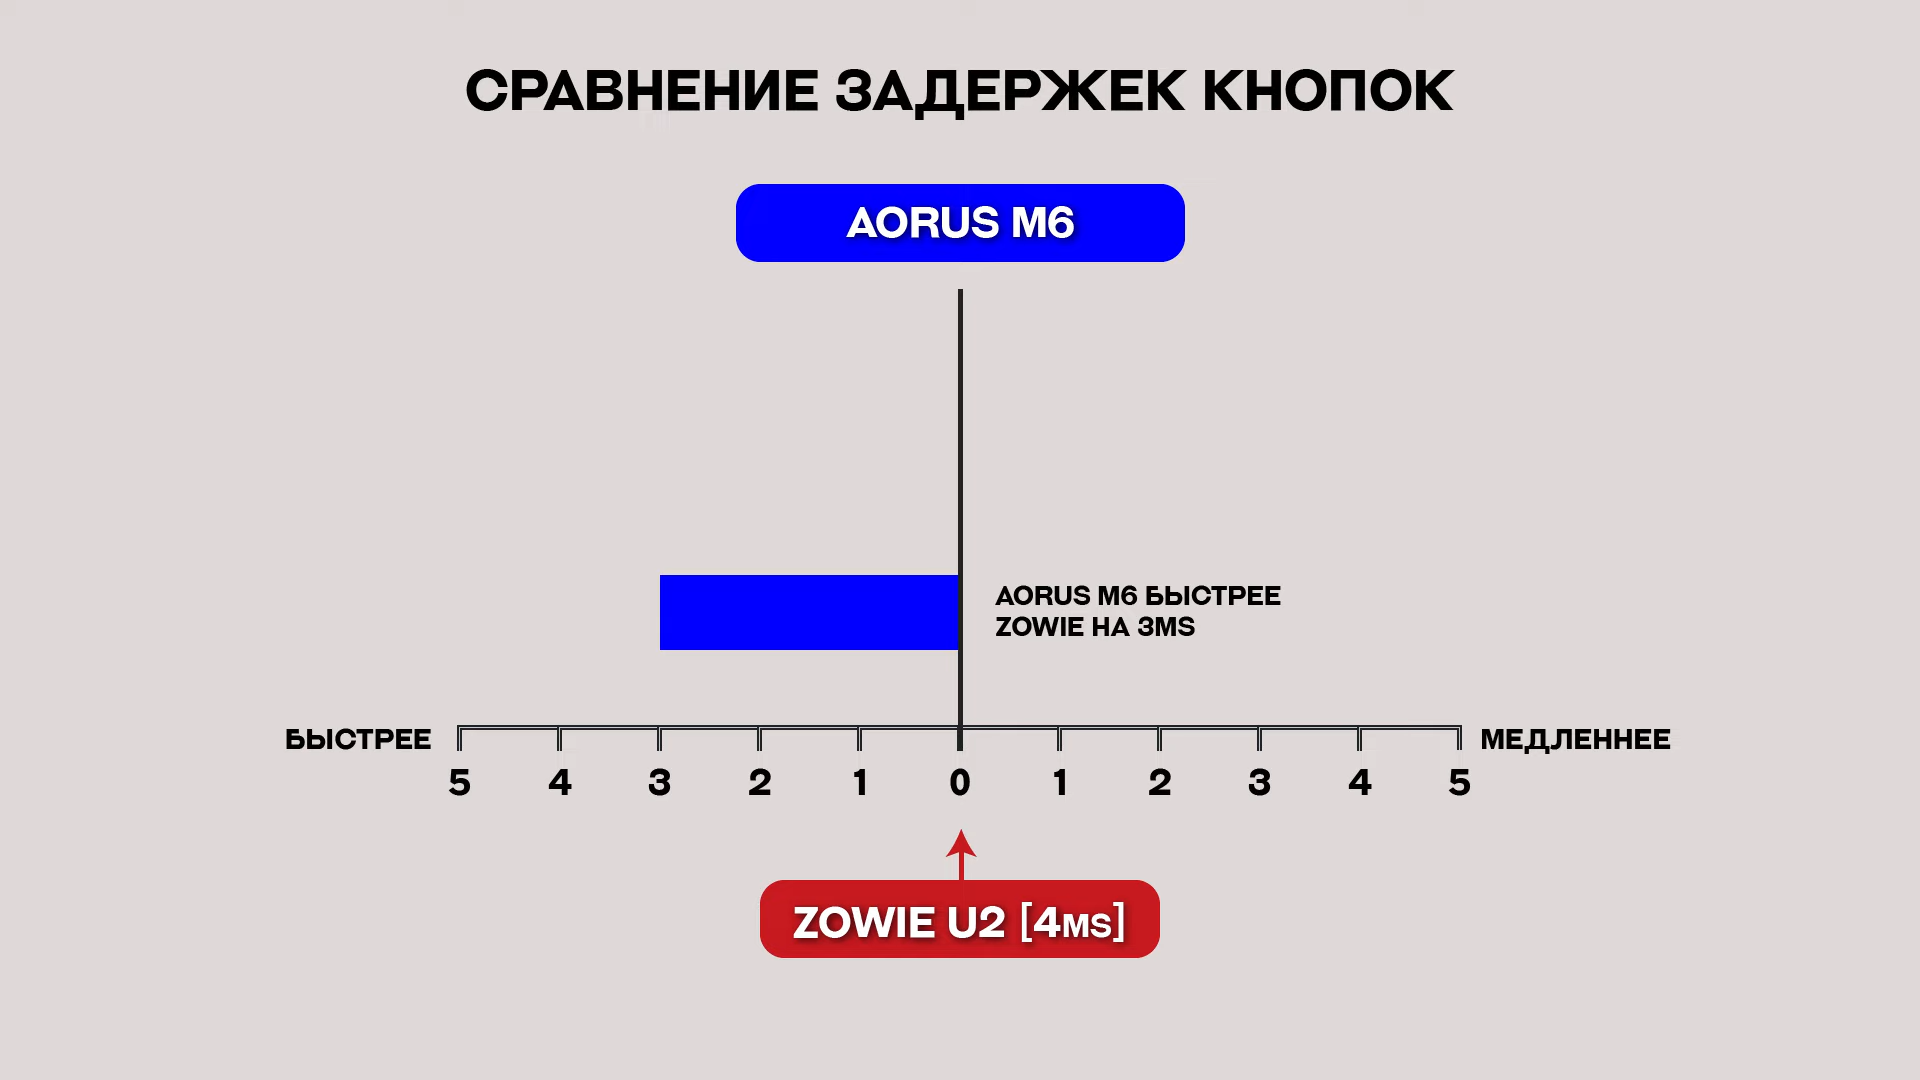 СРАВНЕНИЕ ЗАДЕРЖЕК КНОПОК
AORUS M6
AORUS M6 БЫСТРЕЕ
ZOWIE НА 3MS
БЫСТРЕЕ 5 4 3 2 1 0 1 2 3 4 5 МЕДЛЕННЕЕ
ZOWIE U2 [4MS]